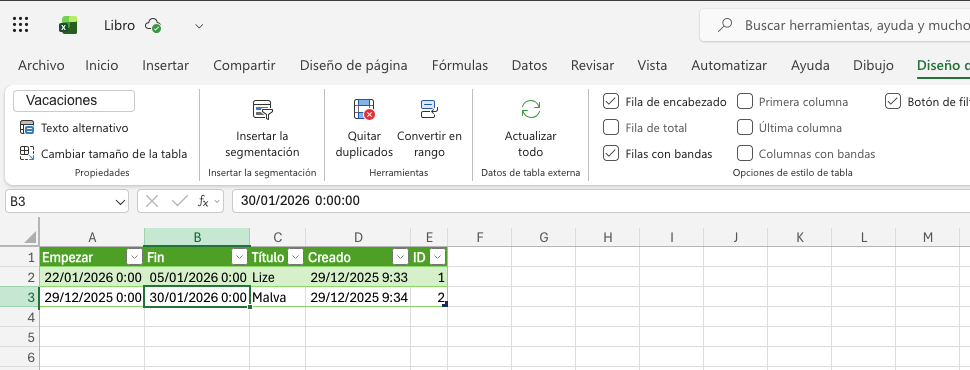 Libro
Buscar herramientas, ayuda y mucho
Archivo Inicio Insertar Compartir Diseño de página Fórmulas Datos Revisar Vista Automatizar Ayuda Dibujo Diseño d
Vacaciones
Texto alternativo
Cambiar tamaño de la tabla
Propiedades
Insertar la
segmentación
Insertar la segmentación
Quitar
duplicados
Convertir en
rango
Herramientas
Actualizar
todo
Datos de tabla externa
Fila de encabezado Primera columna Botón de fil
Fila de total Última columna
Filas con bandas Columnas con bandas
Opciones de estilo de tabla
B3 fx 30/01/2026 0:00:00
A B C D E F G H I J K L M
1 Empezar Fin Título Creado ID
2 22/01/2026 0:00 05/01/2026 0:00 Lize 29/12/2025 9:33 1
3 29/12/2025 0:00 30/01/2026 0:00 Malva 29/12/2025 9:34 2
4
5
6